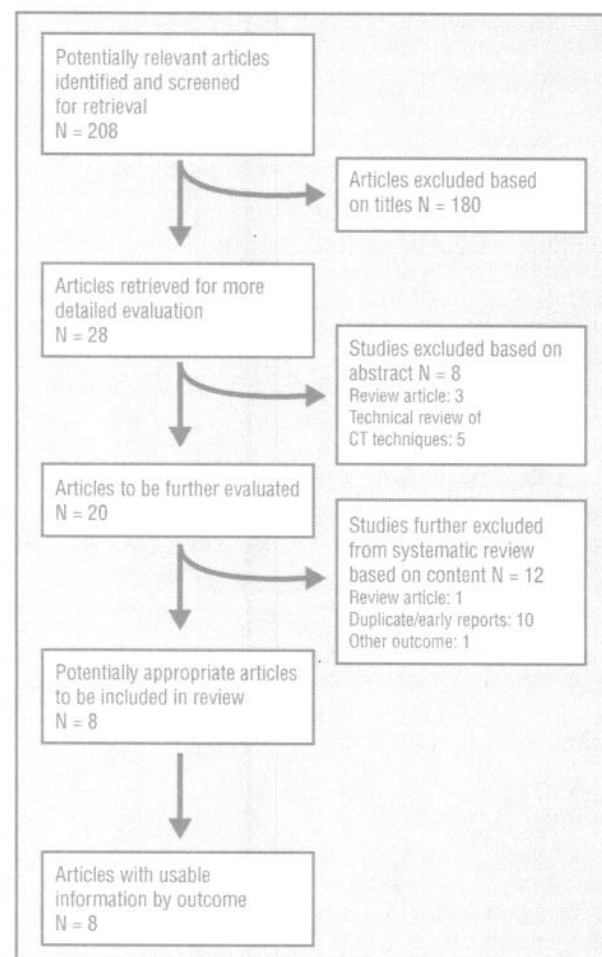 Potentially relevant articles
identified and screened
for retrieval
N = 208
Articles excluded based
on titles N = 180
Articles retrieved for more
detailed evaluation
N = 28
Studies excluded based on
abstract N = 8
Review article: 3
Technical review of
CT techniques: 5
Articles to be further evaluated
N = 20
Studies further excluded
from systematic review
based on content N = 12
Review article: 1
Duplicate/early reports: 10
Other outcome: 1
Potentially appropriate articles
to be included in review
N = 8
Articles with usable
information by outcome
N = 8